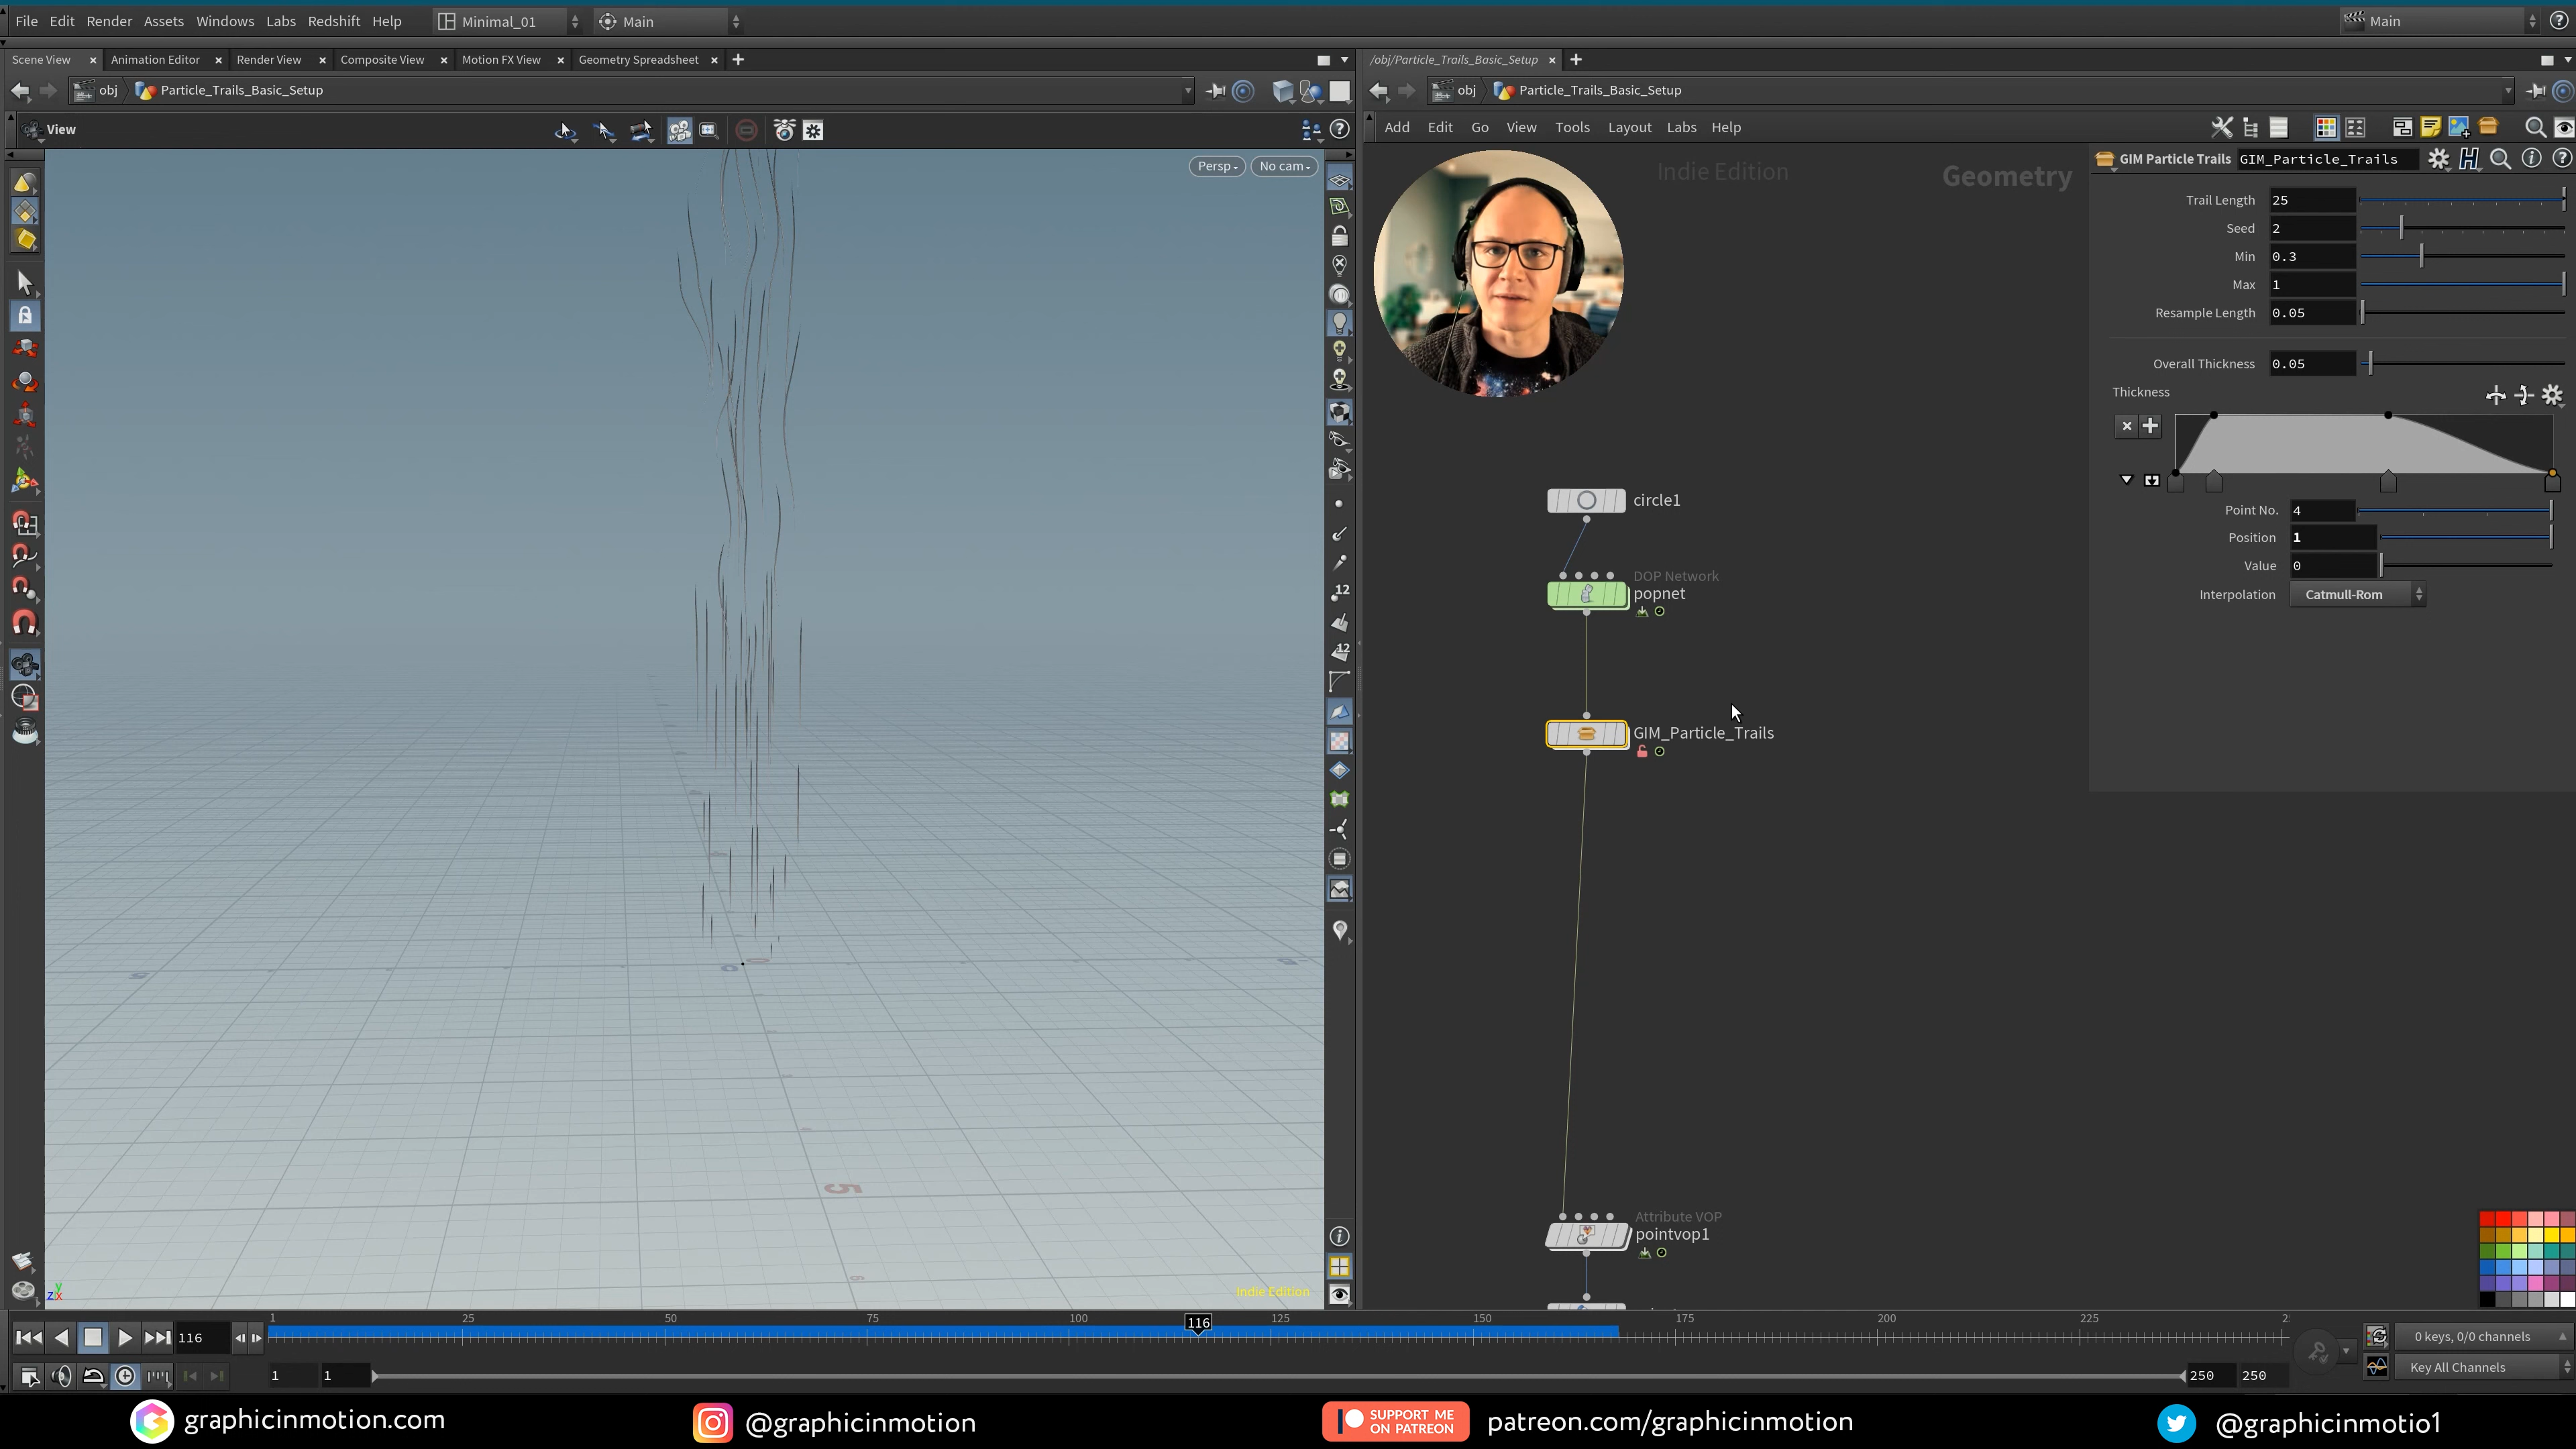 File Edit Render Assets Windows Labs Redshift Help Minimal_01 Main Main
Scene View Animation Editor Render View Composite View Motion FX View Geometry Spreadsheet
/obj/Particle_Trails_Basic_Setup
obj Particle_Trails_Basic_Setup
obj Particle_Trails_Basic_Setup
View
Add Edit Go View Tools Layout Labs Help
Persp No cam
Indie Edition
Geometry
GIM Particle Trails GIM_Particle_Trails
Trail Length 25
Seed 2
Min 0.3
Max 1
Resample Length 0.05
Overall Thickness 0.05
Thickness
Point No. 4
Position 1
Value 0
Interpolation Catmull-Rom
circle1
DOP Network
popnet
GIM_Particle_Trails
Attribute VOP
pointvop1
12
12
5
Indie Edition
z y x
1 25 50 75 100 116 125 150 175 200 225 2
116
0 keys, 0/0 channels
1 1 250 250
Key All Channels
graphicinmotion.com
@graphicinmotion
SUPPORT ME
ON PATREON
patreon.com/graphicinmotion
@graphicinmotio1